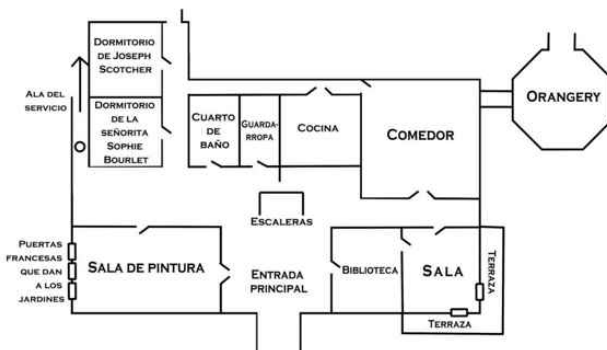 DORMITORIO
DE JOSEPH
SCOTCHER
ALA DEL
SERVICIO
DORMITORIO
DE LA
SEÑORITA
SOPHIE
BOURLET
CUARTO
DE
BAÑO
GUARDA-
RROPA
COCINA
COMEDOR
ORANGERY
ESCALERAS
PUERTAS
FRANCESAS
QUE DAN
A LOS
JARDINES
SALA DE PINTURA
ENTRADA
PRINCIPAL
BIBLIOTECA
SALA
TERRAZA
TERRAZA